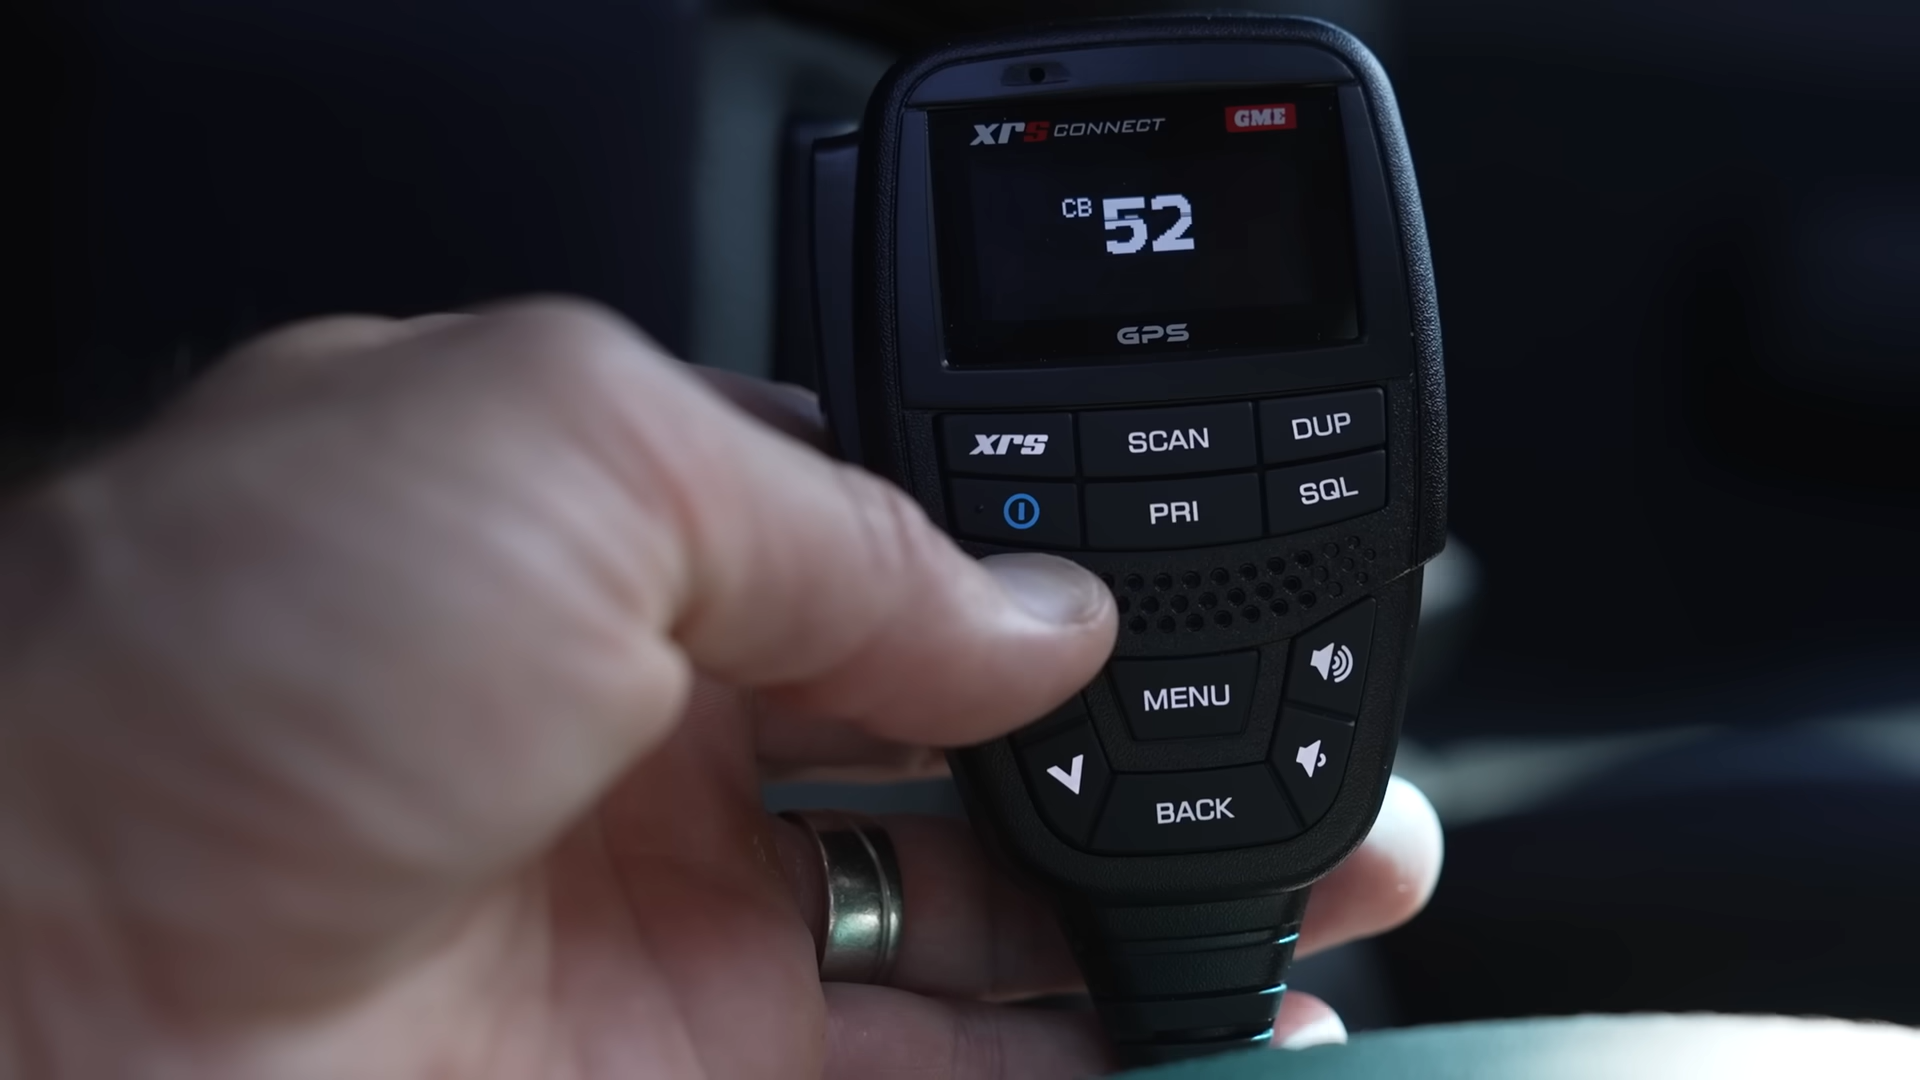 xrs CONNECT GME
CB 52
GPS
xrs SCAN DUP
PRI SQL
MENU
BACK